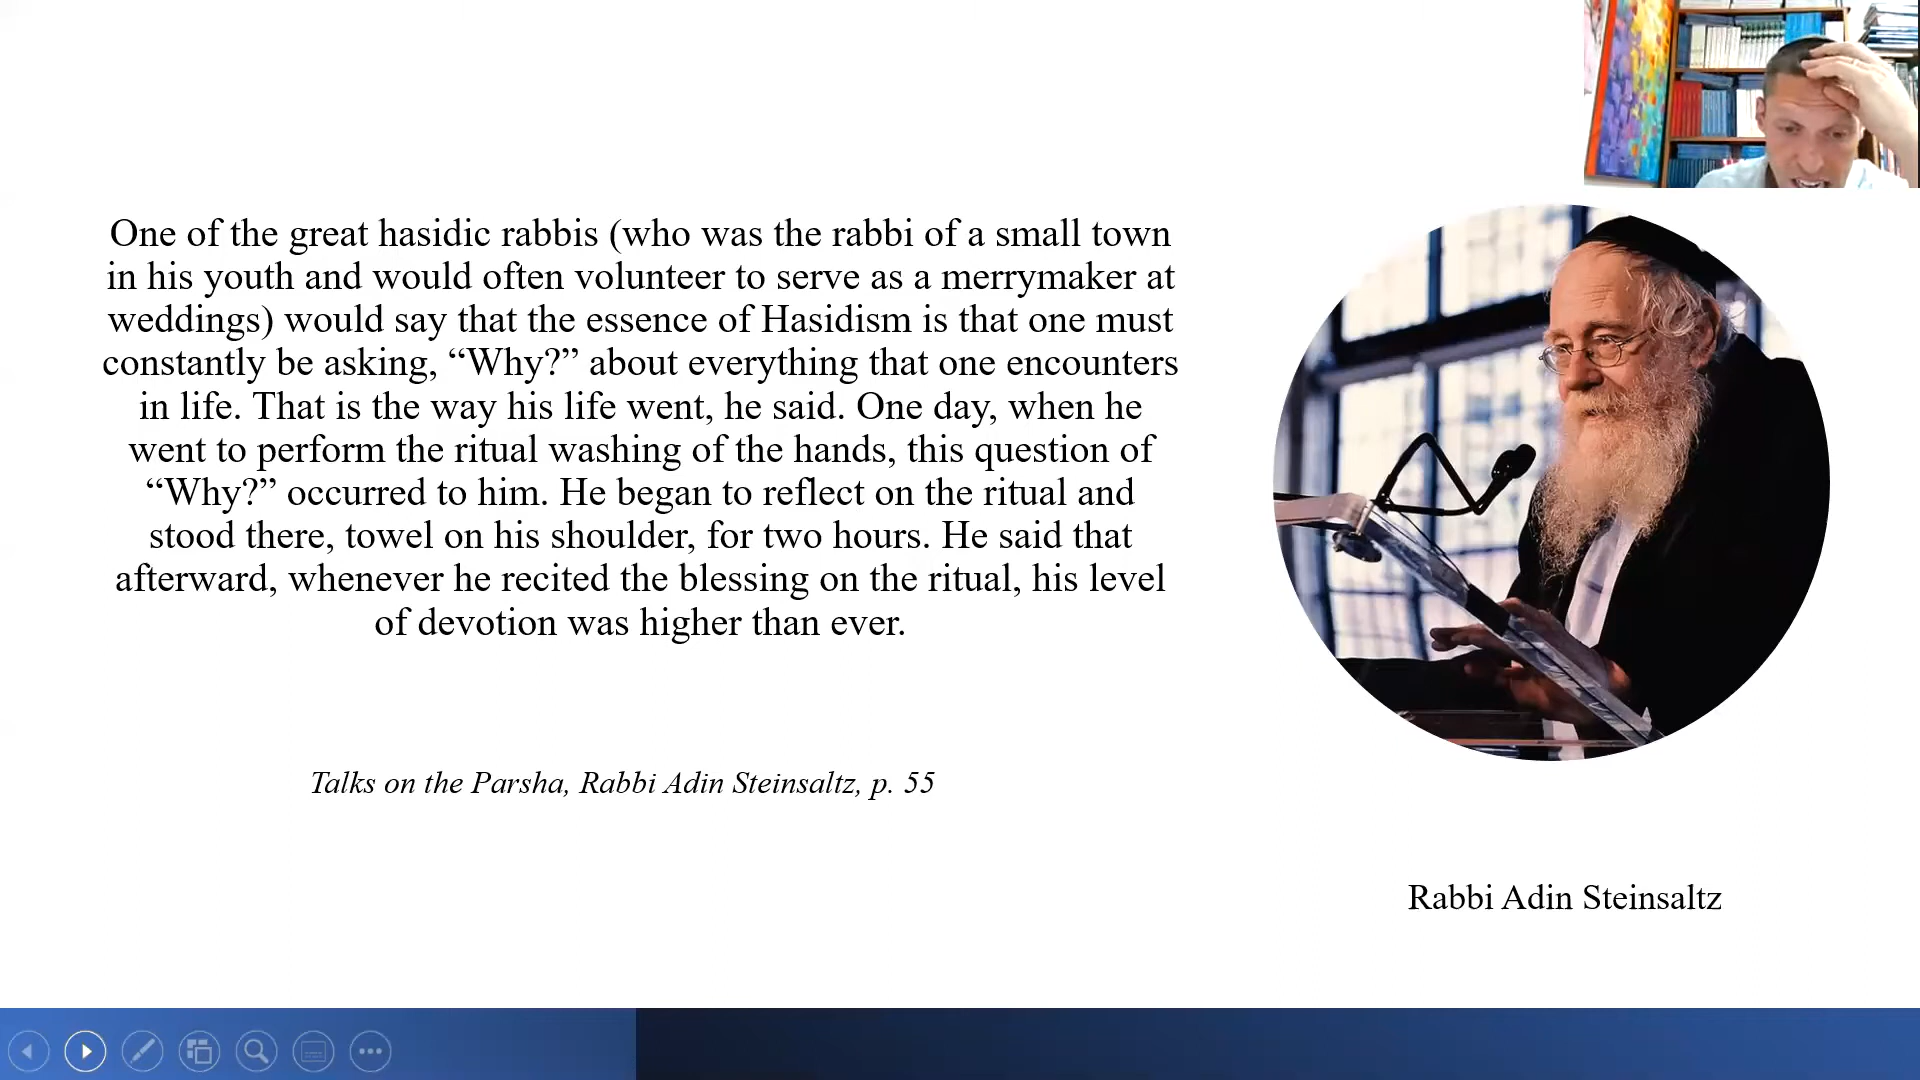 One of the great hasidic rabbis (who was the rabbi of a small town
in his youth and would often volunteer to serve as a merrymaker at
weddings) would say that the essence of Hasidism is that one must
constantly be asking, “Why?” about everything that one encounters
in life. That is the way his life went, he said. One day, when he
went to perform the ritual washing of the hands, this question of
“Why?” occurred to him. He began to reflect on the ritual and
stood there, towel on his shoulder, for two hours. He said that
afterward, whenever he recited the blessing on the ritual, his level
of devotion was higher than ever.
Talks on the Parsha, Rabbi Adin Steinsaltz, p. 55
Rabbi Adin Steinsaltz